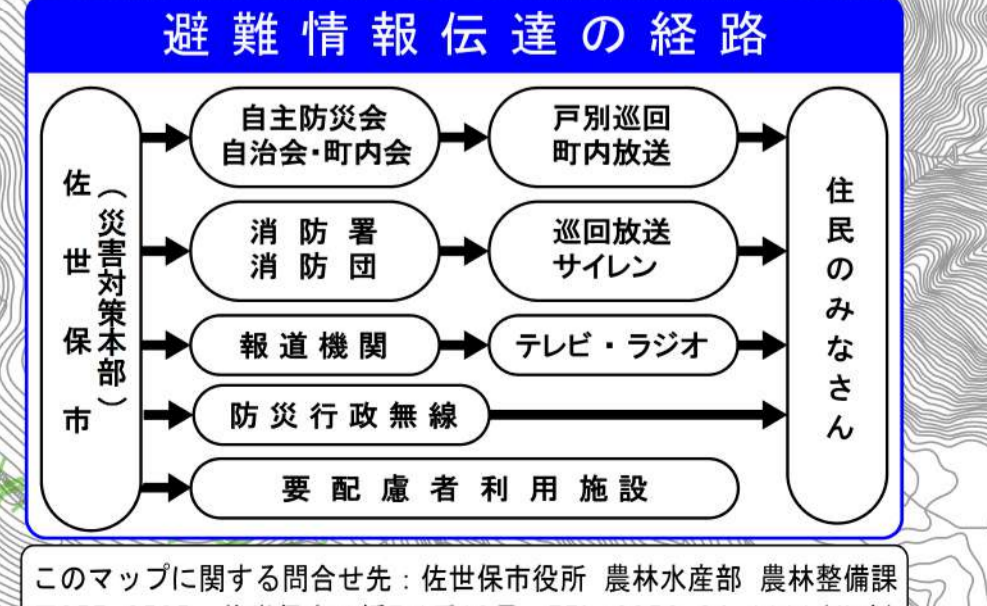 避難情報伝達の経路
佐世保市
(災害対策本部)
自主防災会
自治会・町内会
戸別巡回
町内放送
消防署
消防団
巡回放送
サイレン
報道機関
テレビ・ラジオ
防災行政無線
要配慮者利用施設
住民のみなさん
このマップに関する問合せ先：佐世保市役所 農林水産部 農林整備課